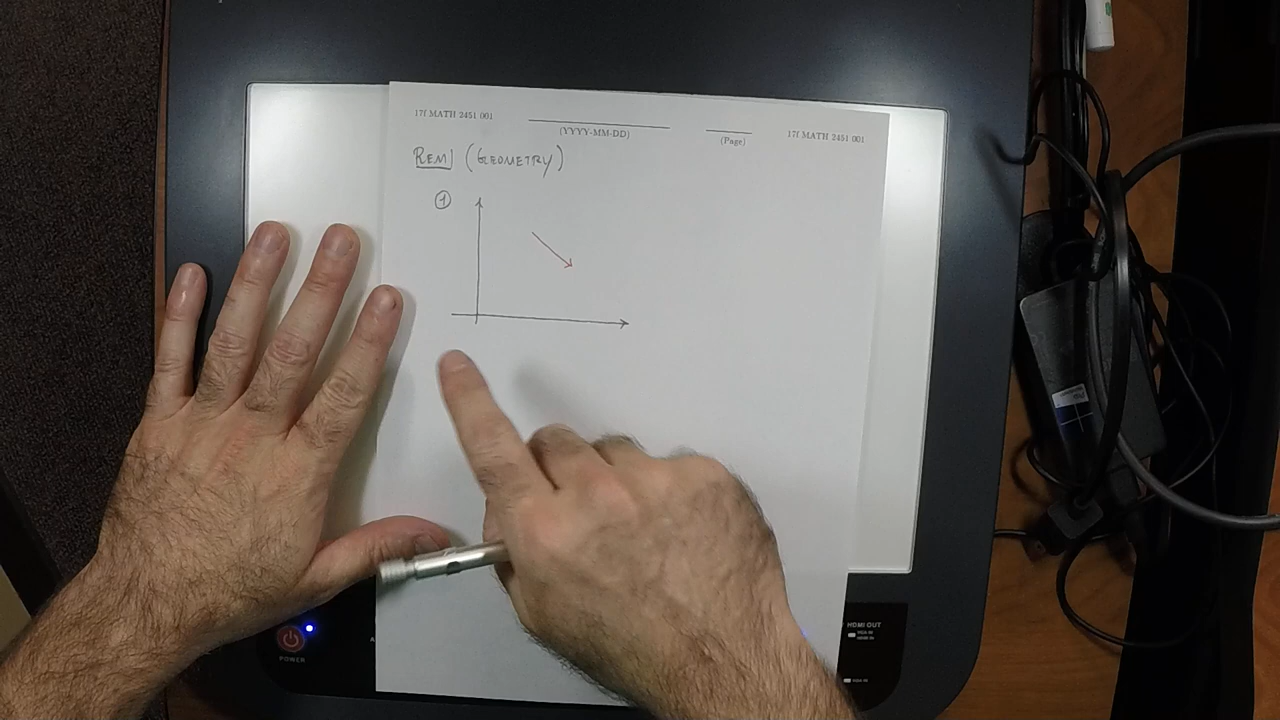 17f MATH 2451 001
(YYYY-MM-DD)
(Page)
17f MATH 2451 001
REM (GEOMETRY)
1
POWER
HDMI OUT